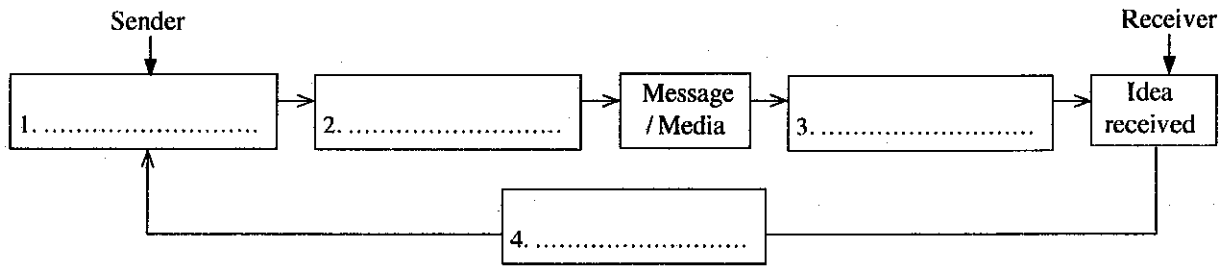 Sender
Receiver
1. ............................
2. ............................
Message
/ Media
3. ............................
Idea
received
4. ............................